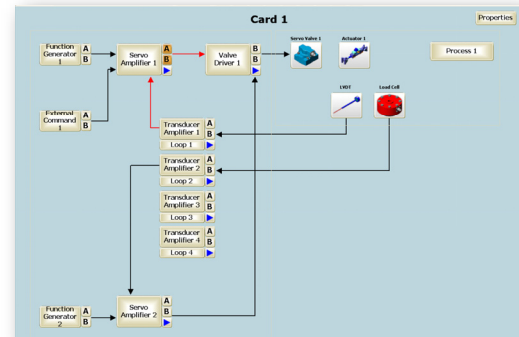 Card 1
Properties
Function
Generator
1
A
B
Servo
Amplifier 1
A
B
Valve
Driver 1
B
B
Servo Valve 1
Actuator 1
Process 1
External
Command
1
A
B
LVDT
Load Cell
Transducer
Amplifier 1
A
B
Loop 1
Transducer
Amplifier 2
A
B
Loop 2
Transducer
Amplifier 3
A
B
Loop 3
Transducer
Amplifier 4
A
B
Loop 4
Function
Generator
2
A
B
Servo
Amplifier 2
A
B